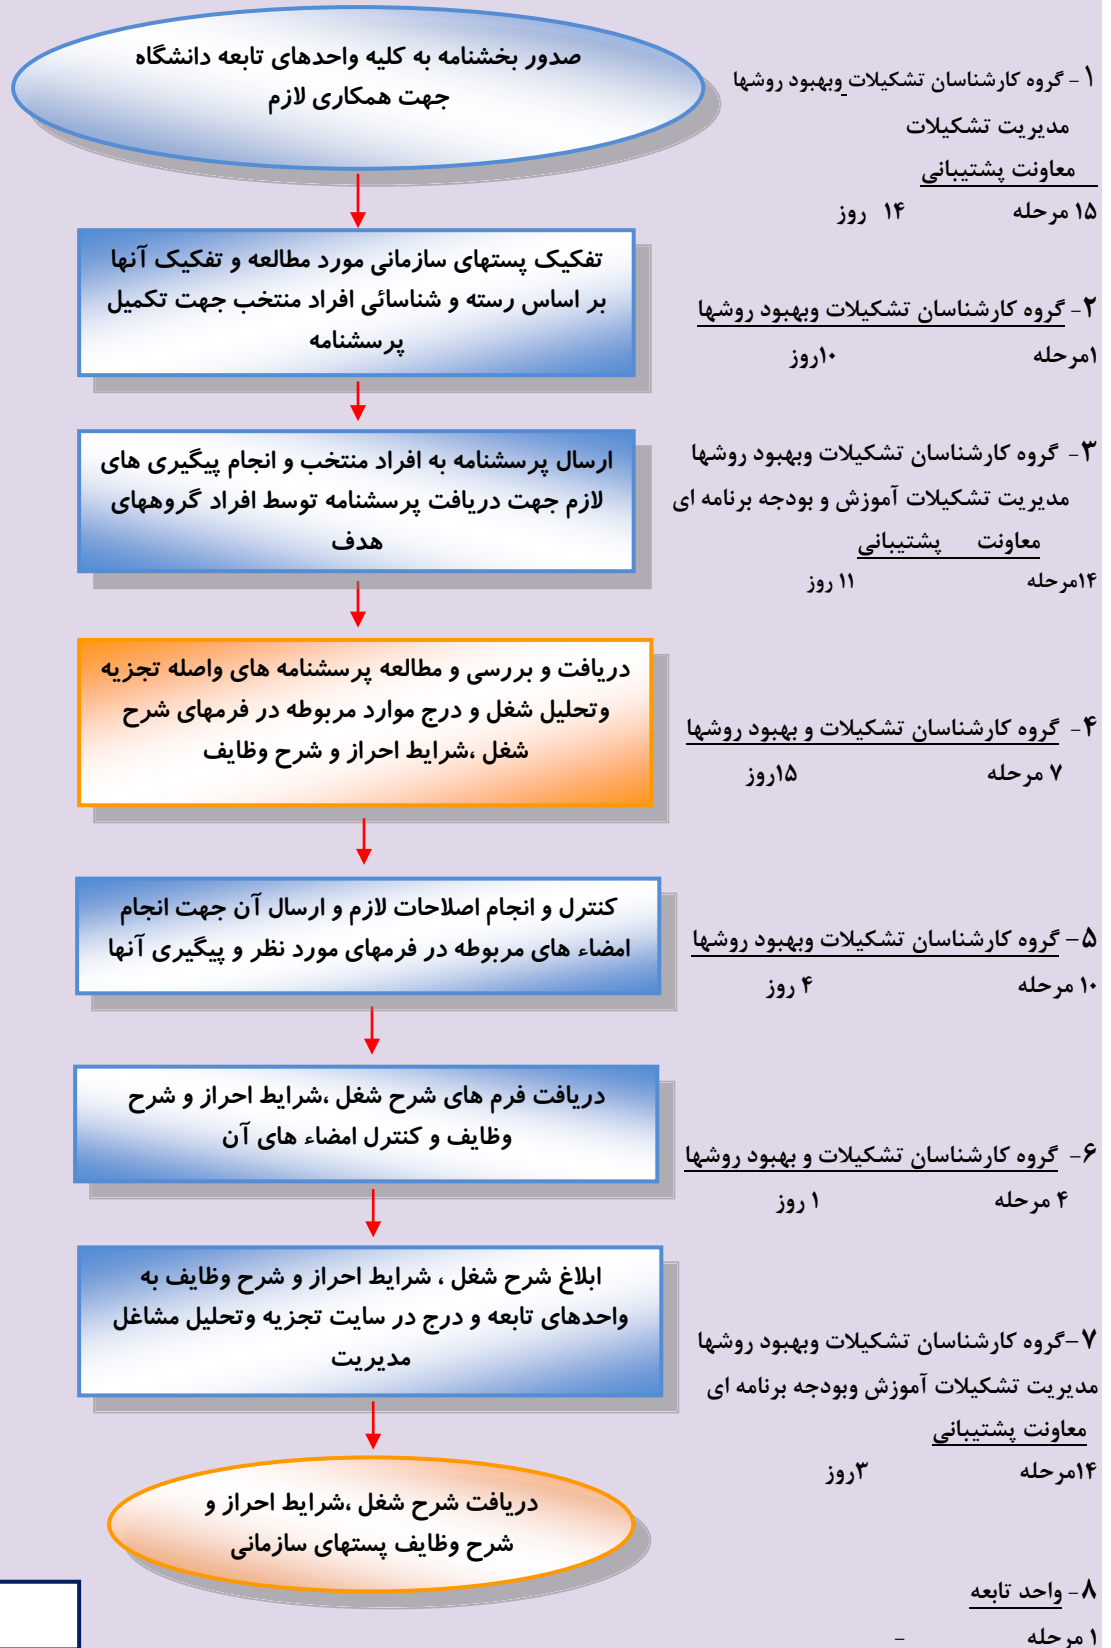 صدور بخشنامه به کلیه واحدهای تابعه دانشگاه
جهت همکاری لازم
۱- گروه کارشناسان تشکیلات وبهبود روشها
مدیریت تشکیلات
معاونت پشتیبانی
۱۵ مرحله ۱۴ روز
تفکیک پستهای سازمانی مورد مطالعه و تفکیک آنها
بر اساس رسته و شناسائی افراد منتخب جهت تکمیل
پرسشنامه
۲- گروه کارشناسان تشکیلات وبهبود روشها
۱مرحله ۱۰روز
ارسال پرسشنامه به افراد منتخب و انجام پیگیری های
لازم جهت دریافت پرسشنامه توسط افراد گروههای
هدف
۳- گروه کارشناسان تشکیلات وبهبود روشها
مدیریت تشکیلات آموزش و بودجه برنامه ای
معاونت پشتیبانی
۱۴مرحله ۱۱ روز
دریافت و بررسی و مطالعه پرسشنامه های واصله تجزیه
وتحلیل شغل و درج موارد مربوطه در فرمهای شرح
شغل ،شرایط احراز و شرح وظایف
۴- گروه کارشناسان تشکیلات و بهبود روشها
۷ مرحله ۱۵روز
کنترل و انجام اصلاحات لازم و ارسال آن جهت انجام
امضاء های مربوطه در فرمهای مورد نظر و پیگیری آنها
۵- گروه کارشناسان تشکیلات وبهبود روشها
۱۰ مرحله ۴ روز
دریافت فرم های شرح شغل ،شرایط احراز و شرح
وظایف و کنترل امضاء های آن
۶- گروه کارشناسان تشکیلات و بهبود روشها
۴ مرحله ۱ روز
ابلاغ شرح شغل ، شرایط احراز و شرح وظایف به
واحدهای تابعه و درج در سایت تجزیه وتحلیل مشاغل
مدیریت
۷-گروه کارشناسان تشکیلات وبهبود روشها
مدیریت تشکیلات آموزش وبودجه برنامه ای
معاونت پشتیبانی
۱۴مرحله ۳روز
دریافت شرح شغل ،شرایط احراز و
شرح وظایف پستهای سازمانی
۸- واحد تابعه
۱ مرحله -